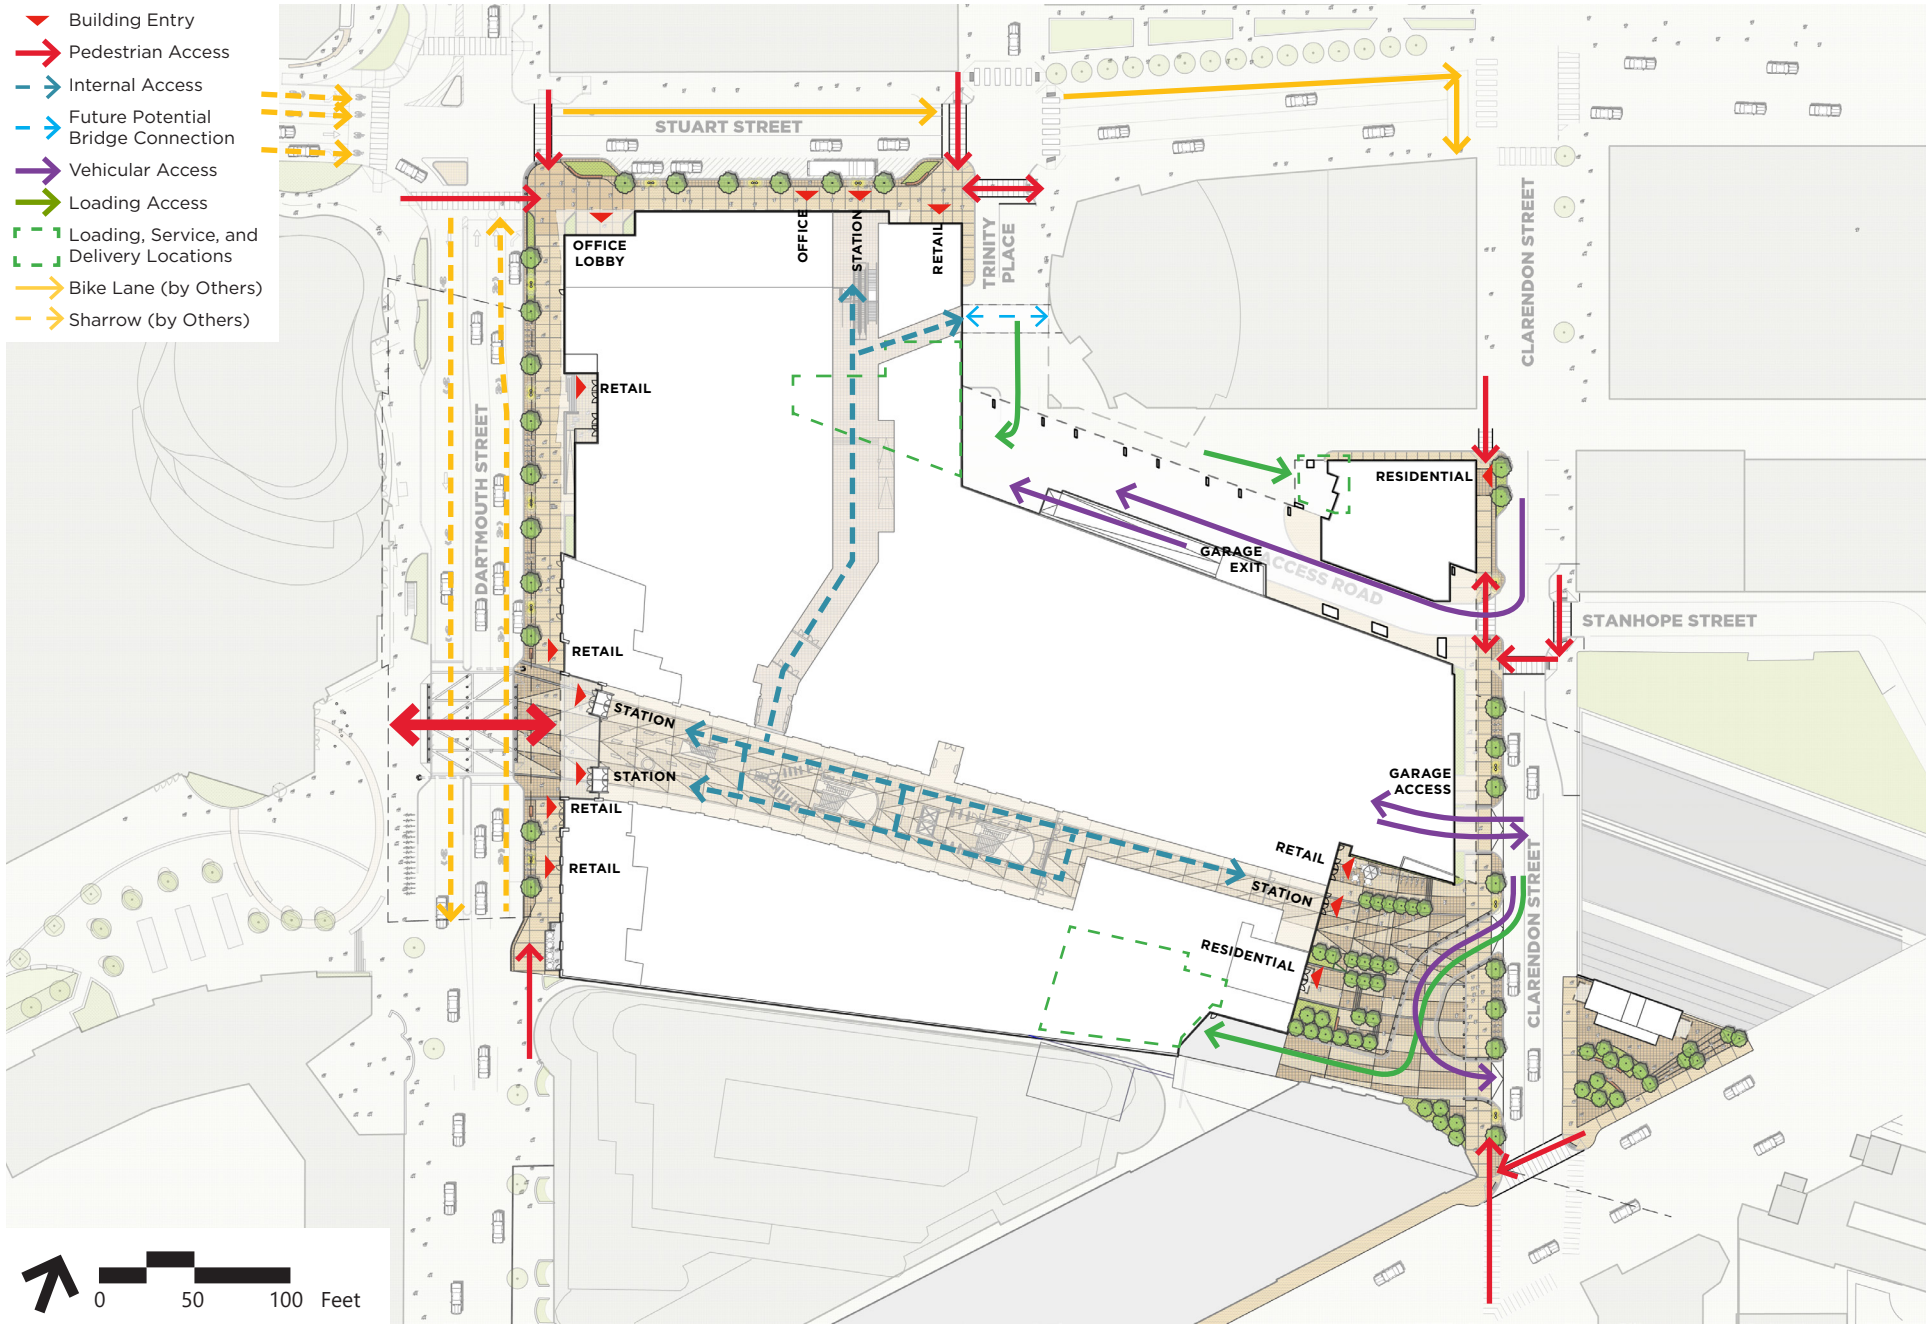 Building Entry
Pedestrian Access
Internal Access
Future Potential
Bridge Connection
Vehicular Access
Loading Access
Loading, Service, and
Delivery Locations
Bike Lane (by Others)
Sharrow (by Others)
STUART STREET
OFFICE
LOBBY
OFFICE
STATION
RETAIL
TRINITY
PLACE
CLARENDON STREET
RETAIL
DARTMOUTH STREET
RESIDENTIAL
GARAGE
EXIT
ACCESS ROAD
STANHOPE STREET
RETAIL
STATION
STATION
RETAIL
RETAIL
GARAGE
ACCESS
RETAIL
STATION
RESIDENTIAL
CLARENDON STREET
0 50 100 Feet